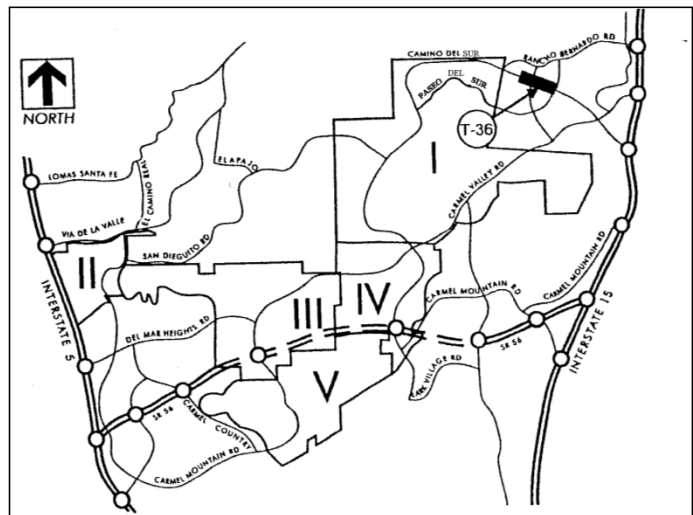 CAMINO DEL SUR
RANCHO BERNARDO RD
PASEO DEL SUR
NORTH
T-36
LOMAS SANTA FE
EL CAMINO REAL
EL APAJO
I
CARMEL VALLEY RD
VIA DE LA VALLE
SAN DIEGUITO RD
II
INTERSTATE 5
III
IV
CARMEL MOUNTAIN RD
CARMEL MOUNTAIN RD
DEL MAR HEIGHTS RD
SR 56
INTERSTATE 15
V
PARK VILLAGE RD
SR 56
CARMEL COUNTRY
CARMEL MOUNTAIN RD